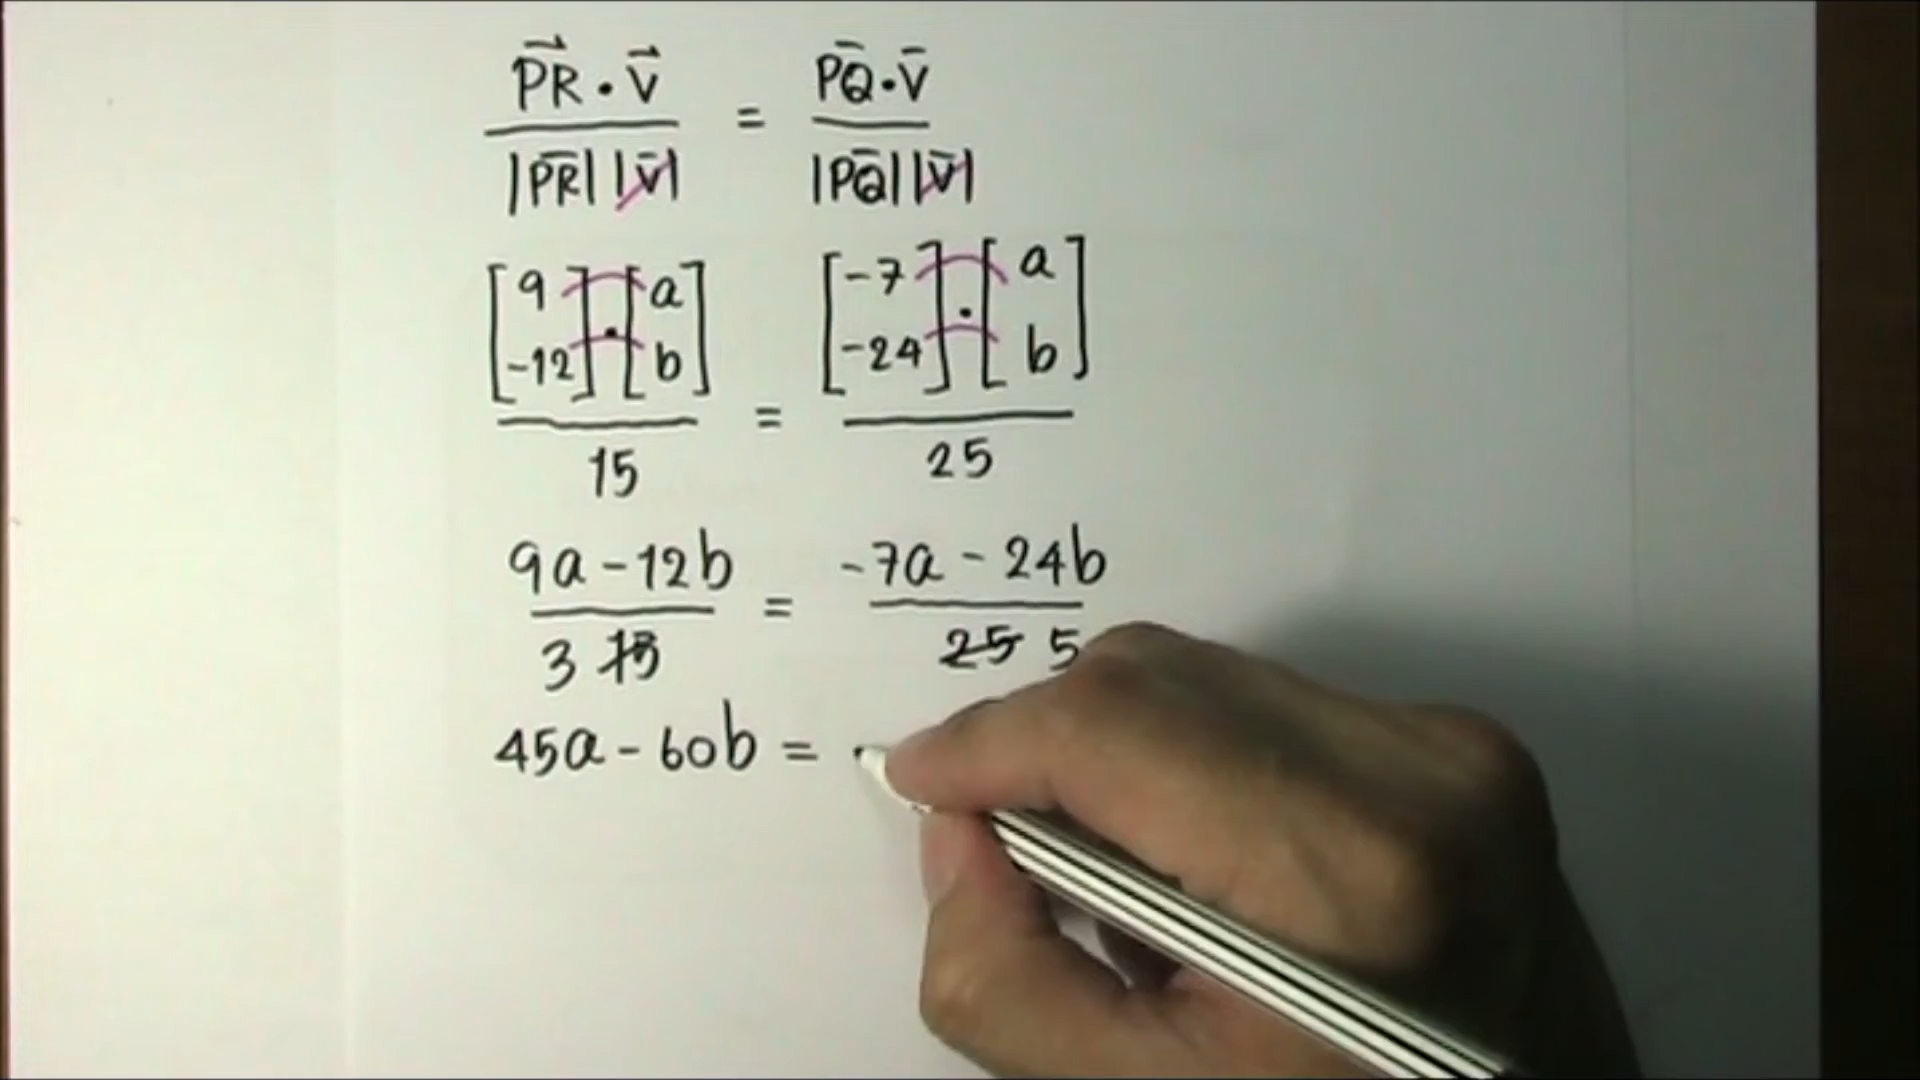 PR⃗ · V⃗ / |PR̄| |V̄| = PQ̄ · V̄ / |PQ̄| |V̄|
[9 -12] · [a b] / 15 = [-7 -24] · [a b] / 25
9a - 12b / 3 15 = -7a - 24b / 25 5
45a - 60b =